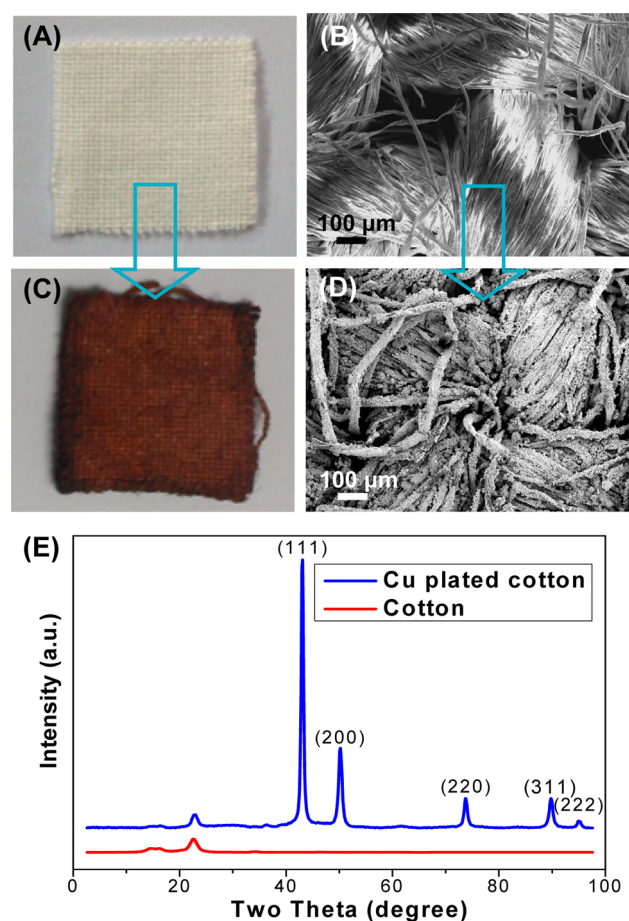 (A)
(B)
100 µm
(C)
(D)
100 µm
(E)
(111)
Cu plated cotton
Cotton
(200)
(220)
(311)
(222)
Intensity (a.u.)
0
20
40
60
80
100
Two Theta (degree)